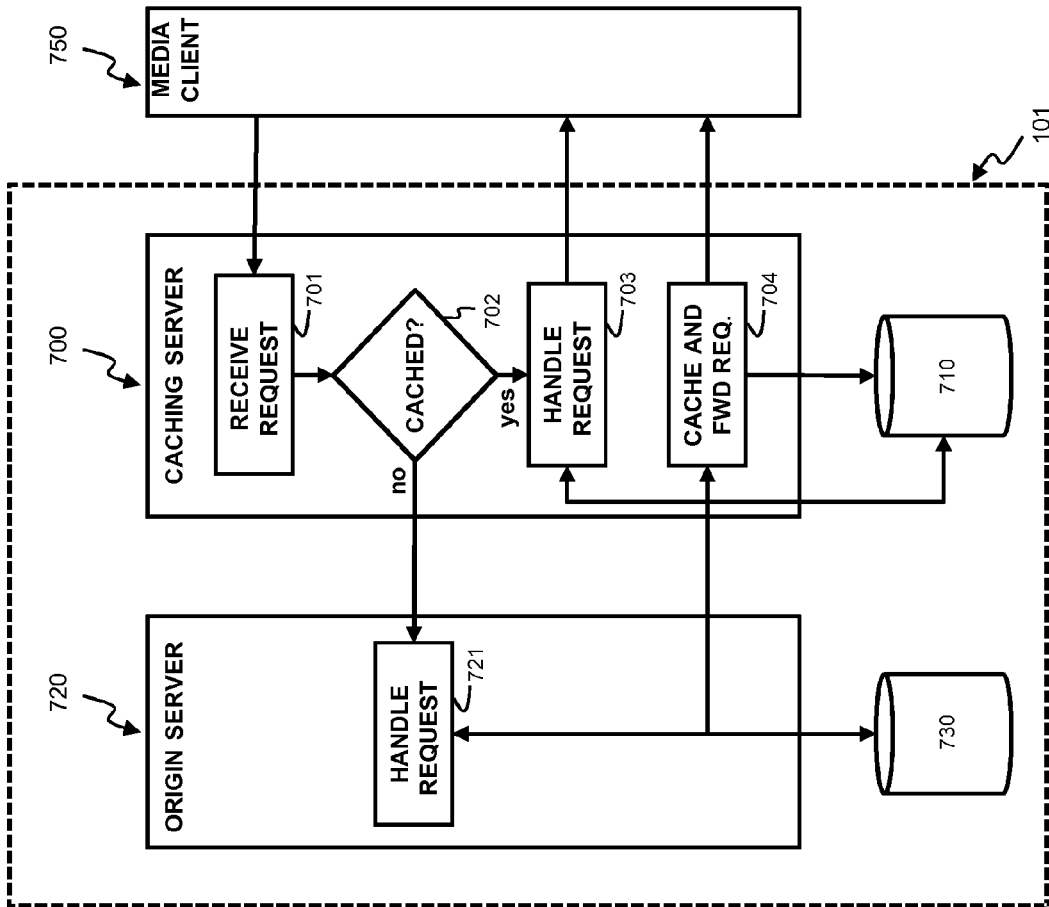 750
MEDIA
CLIENT
101
700
CACHING SERVER
RECEIVE
REQUEST
701
CACHED?
702
no
yes
HANDLE
REQUEST
703
CACHE AND
FWD REQ.
704
710
720
ORIGIN SERVER
HANDLE
REQUEST
721
730